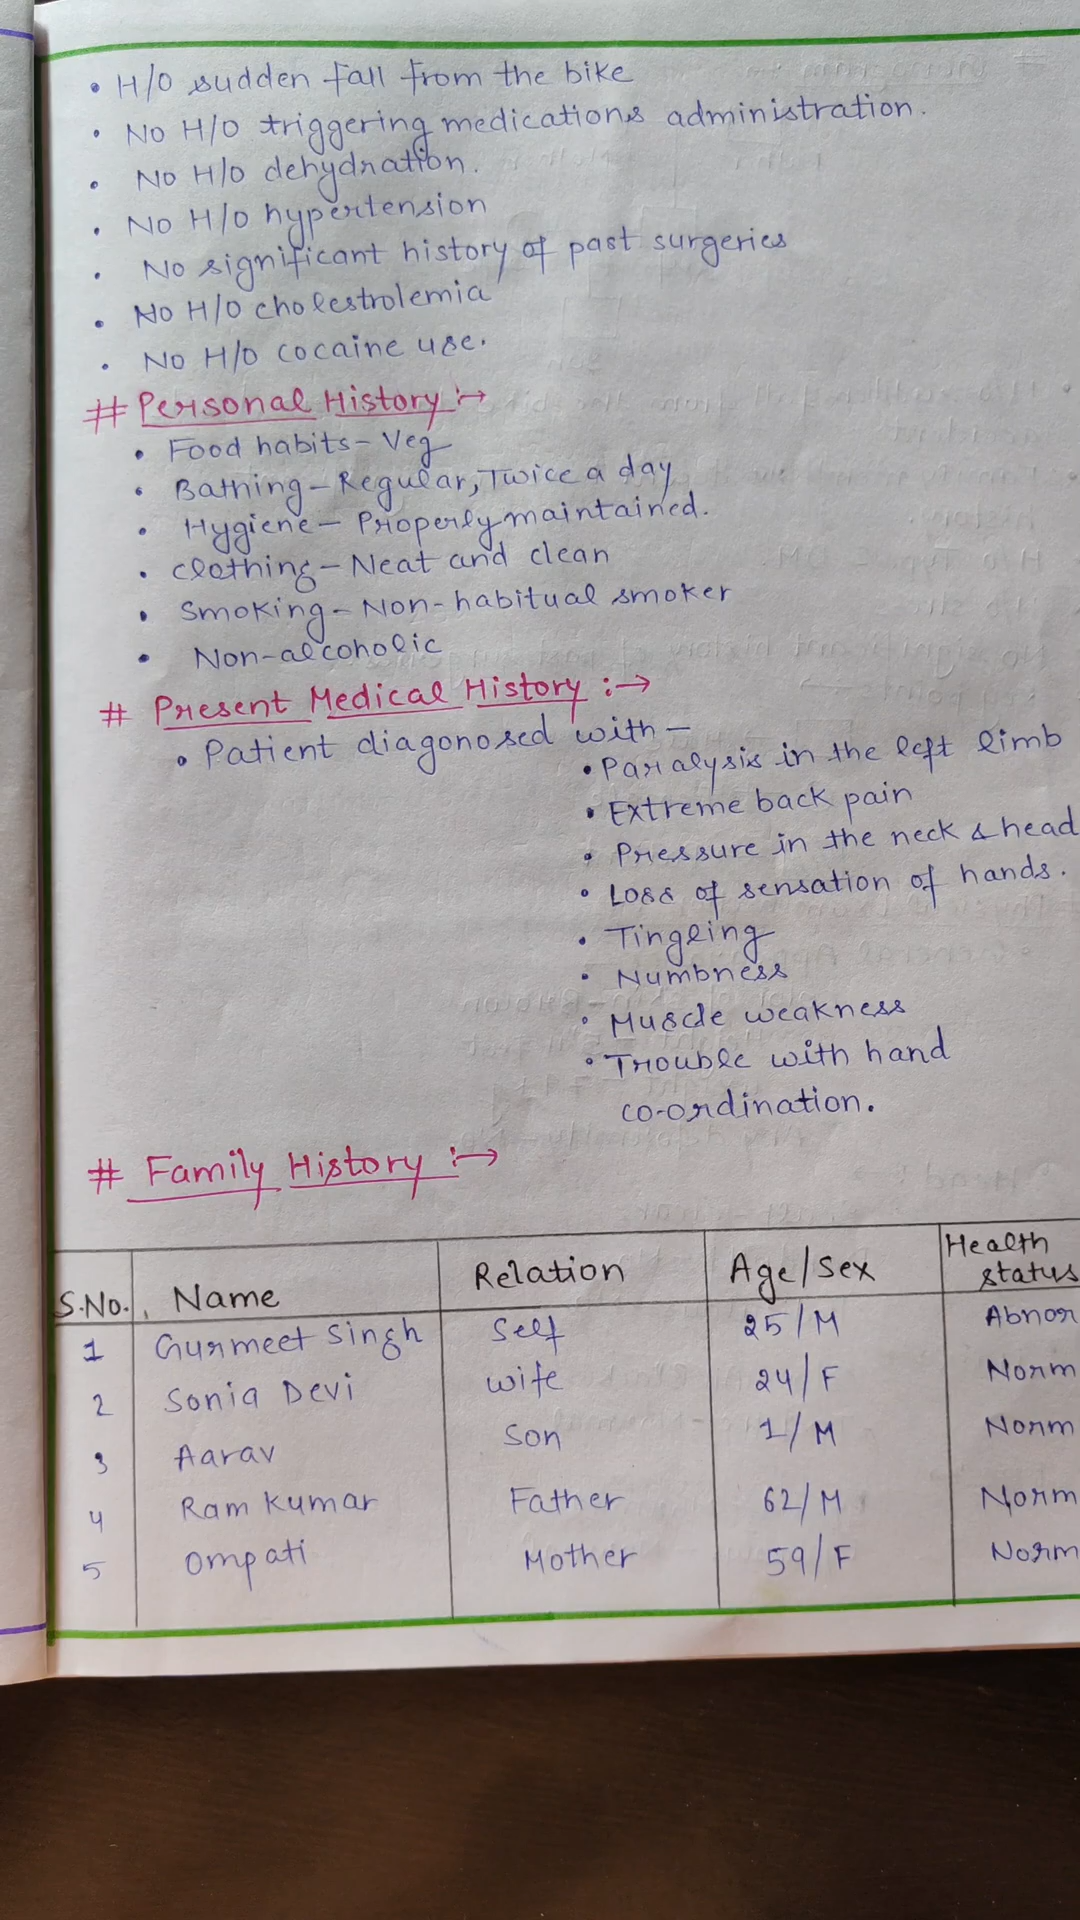 • H/O sudden fall from the bike
• No H/O triggering medications administration.
• No H/O dehydration.
• No H/O hypertension
• No significant history of past surgeries
• No H/O cholestrolemia
• No H/O cocaine use.
# Personal History :→
• Food habits - Veg
• Bathing - Regular, Twice a day
• Hygiene - Properly maintained.
• clothing - Neat and clean
• Smoking - Non-habitual smoker
• Non-alcoholic
# Present Medical History :→
• Patient diagonosed with -
• Paralysis in the left limb
• Extreme back pain
• Pressure in the neck & head
• Loss of sensation of hands.
• Tingling
• Numbness
• Muscle weakness
• Trouble with hand
co-ordination.
# Family History :→
S.No. Name Relation Age/Sex Health status
1 Gurmeet Singh Self 25/M Abnor
2 Sonia Devi wife 24/F Norm
3 Aarav Son 1/M Norm
4 Ram Kumar Father 62/M Norm
5 Ompati Mother 59/F Norm